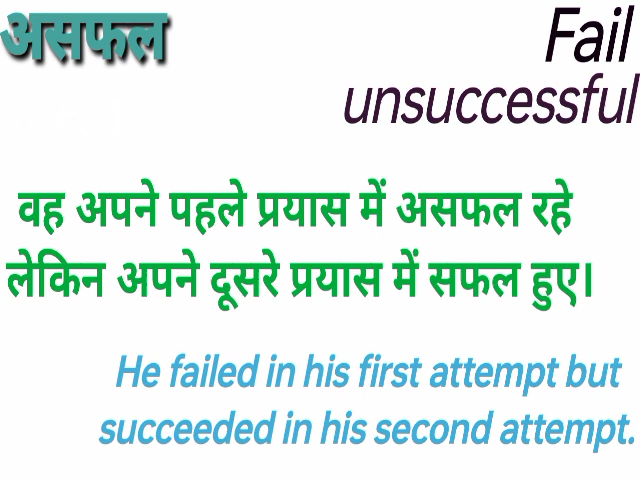 असफल
Fail
unsuccessful
वह अपने पहले प्रयास में असफल रहे
लेकिन अपने दूसरे प्रयास में सफल हुए।
He failed in his first attempt but
succeeded in his second attempt.